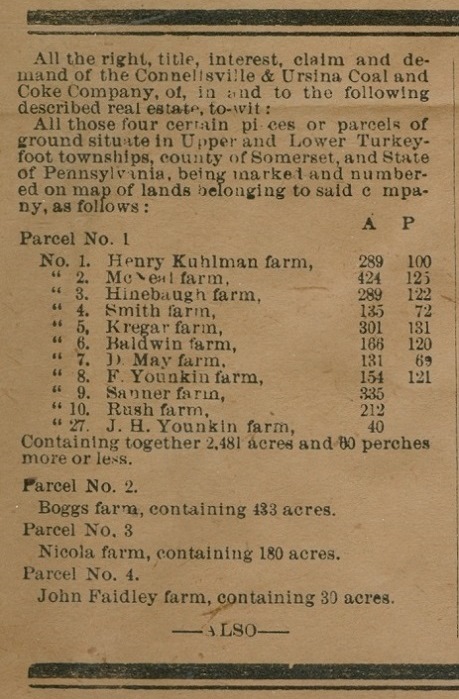 All the right, title, interest, claim and de-
mand of the Connellsville & Ursina Coal and
Coke Company, of, in and to the following
described real estate, to-wit :
All those four certain pieces or parcels of
ground situate in Upper and Lower Turkey-
foot townships, county of Somerset, and State
of Pennsylvania, being marked and number-
ed on map of lands belonging to said compa-
ny, as follows :
A P
Parcel No. 1
No. 1. Henry Kuhlman farm, 289 100
“ 2. McNeal farm, 424 125
“ 3. Hinebaugh farm, 289 122
“ 4. Smith farm, 135 72
“ 5, Kregar farm, 301 131
“ 6. Baldwin farm, 166 120
“ 7. D. May farm, 131 69
“ 8. F. Younkin farm, 154 121
“ 9. Sanner farm, 335
“ 10. Rush farm, 212
“ 27. J. H. Younkin farm, 40
Containing together 2,481 acres and 60 perches
more or less.
Parcel No. 2.
Boggs farm, containing 433 acres.
Parcel No. 3
Nicola farm, containing 180 acres.
Parcel No. 4.
John Faidley farm, containing 30 acres.
—ALSO—